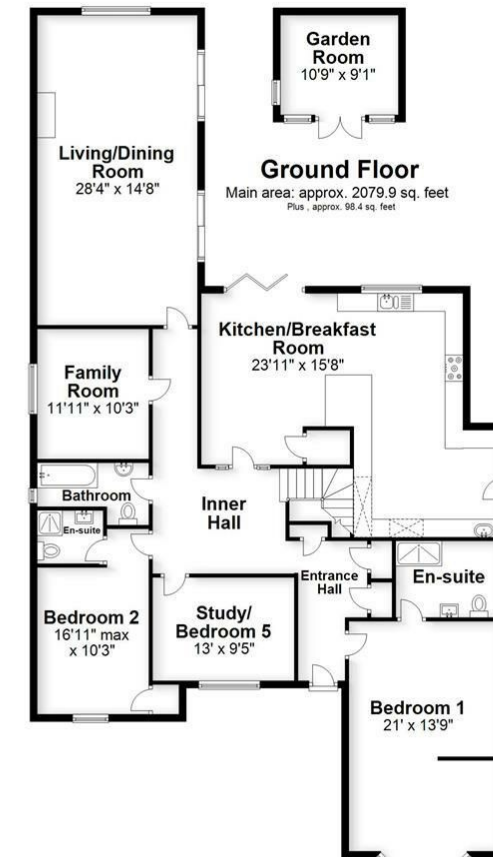 Garden
Room
10'9" x 9'1"
Ground Floor
Main area: approx. 2079.9 sq. feet
Plus , approx. 98.4 sq. feet
Living/Dining
Room
28'4" x 14'8"
Kitchen/Breakfast
Room
23'11" x 15'8"
Family
Room
11'11" x 10'3"
Bathroom
Inner
Hall
En-suite
Entrance
Hall
En-suite
Bedroom 2
16'11" max
x 10'3"
Study/
Bedroom 5
13' x 9'5"
Bedroom 1
21' x 13'9"